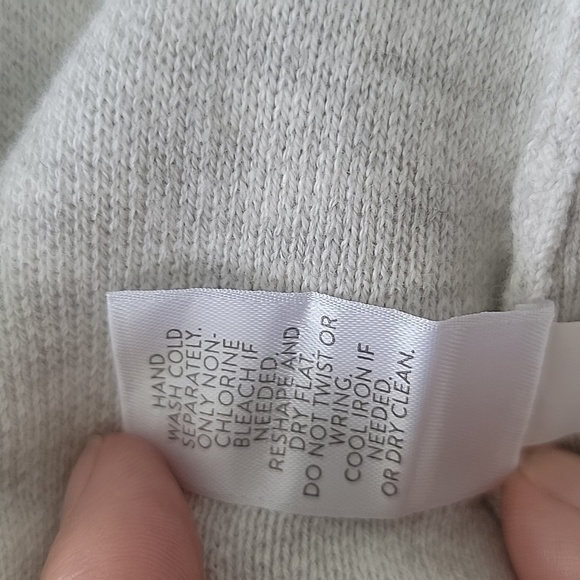 HAND
WASH COLD
SEPARATELY.
ONLY NON-
CHLORINE
BLEACH IF
NEEDED.
RESHAPE AND
DRY FLAT.
DO NOT TWIST OR
WRING.
COOL IRON IF
NEEDED.
OR DRY CLEAN.